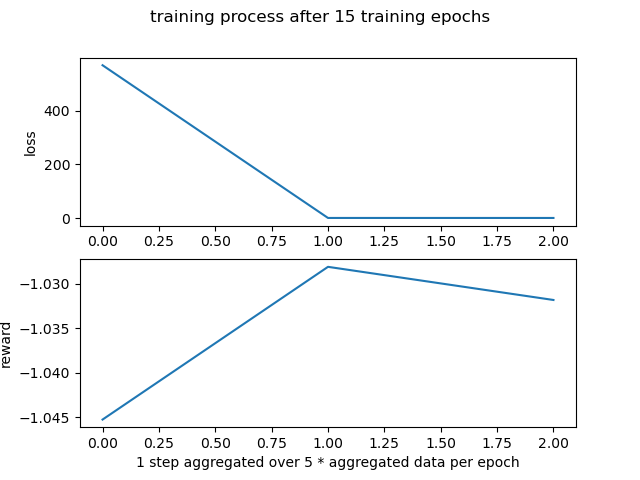 training process after 15 training epochs
400
200
0
loss
0.00 0.25 0.50 0.75 1.00 1.25 1.50 1.75 2.00
−1.030
−1.035
−1.040
−1.045
reward
0.00 0.25 0.50 0.75 1.00 1.25 1.50 1.75 2.00
1 step aggregated over 5 * aggregated data per epoch